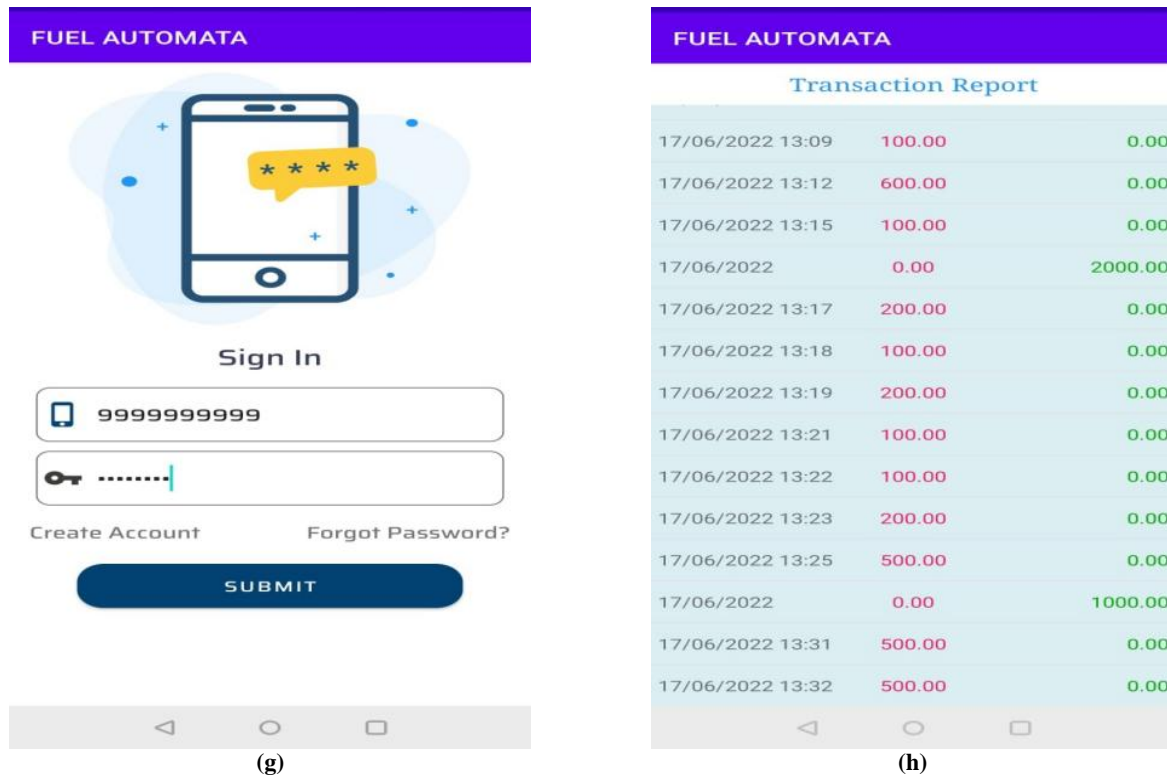 FUEL AUTOMATA
* * * *
Sign In
9999999999
········
Create Account Forgot Password?
SUBMIT
(g)
FUEL AUTOMATA
Transaction Report
17/06/2022 13:09 100.00 0.00
17/06/2022 13:12 600.00 0.00
17/06/2022 13:15 100.00 0.00
17/06/2022 0.00 2000.00
17/06/2022 13:17 200.00 0.00
17/06/2022 13:18 100.00 0.00
17/06/2022 13:19 200.00 0.00
17/06/2022 13:21 100.00 0.00
17/06/2022 13:22 100.00 0.00
17/06/2022 13:23 200.00 0.00
17/06/2022 13:25 500.00 0.00
17/06/2022 0.00 1000.00
17/06/2022 13:31 500.00 0.00
17/06/2022 13:32 500.00 0.00
(h)